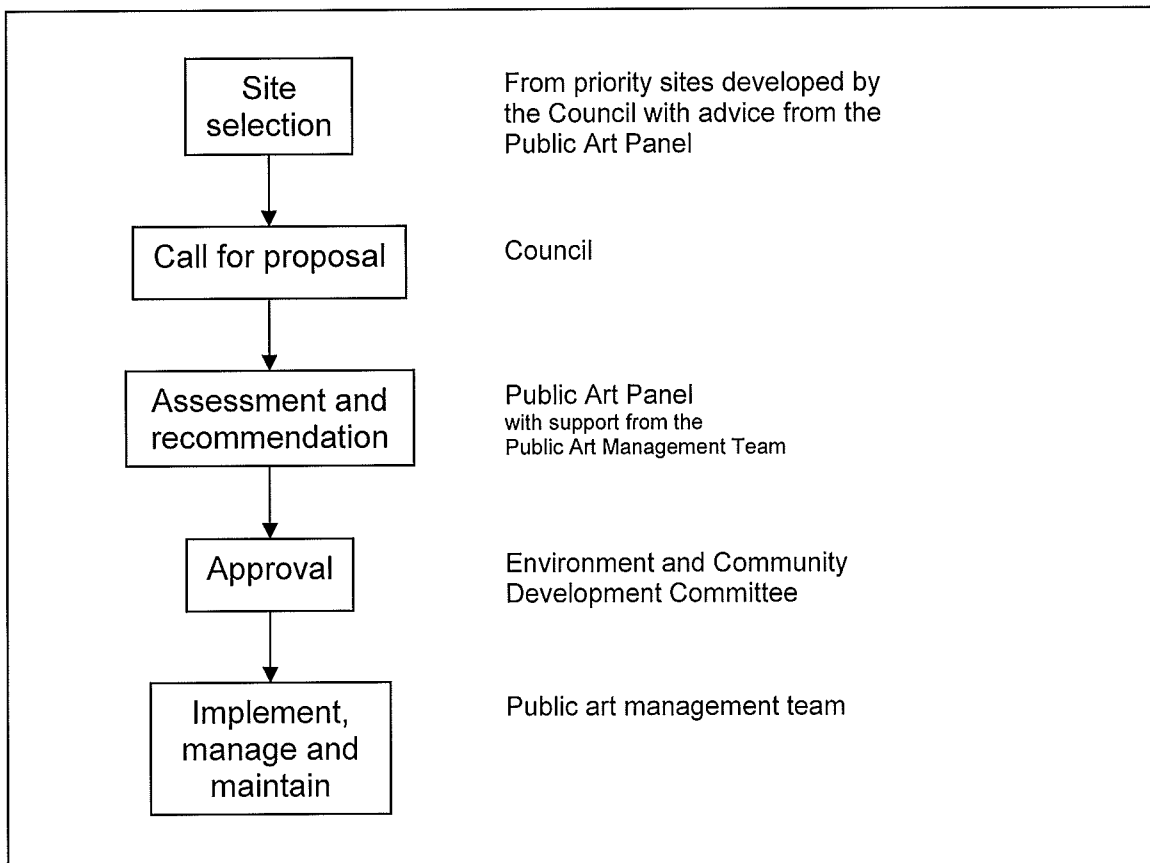 Site
selection
From priority sites developed by
the Council with advice from the
Public Art Panel
Call for proposal
Council
Assessment and
recommendation
Public Art Panel
with support from the
Public Art Management Team
Approval
Environment and Community
Development Committee
Implement,
manage and
maintain
Public art management team